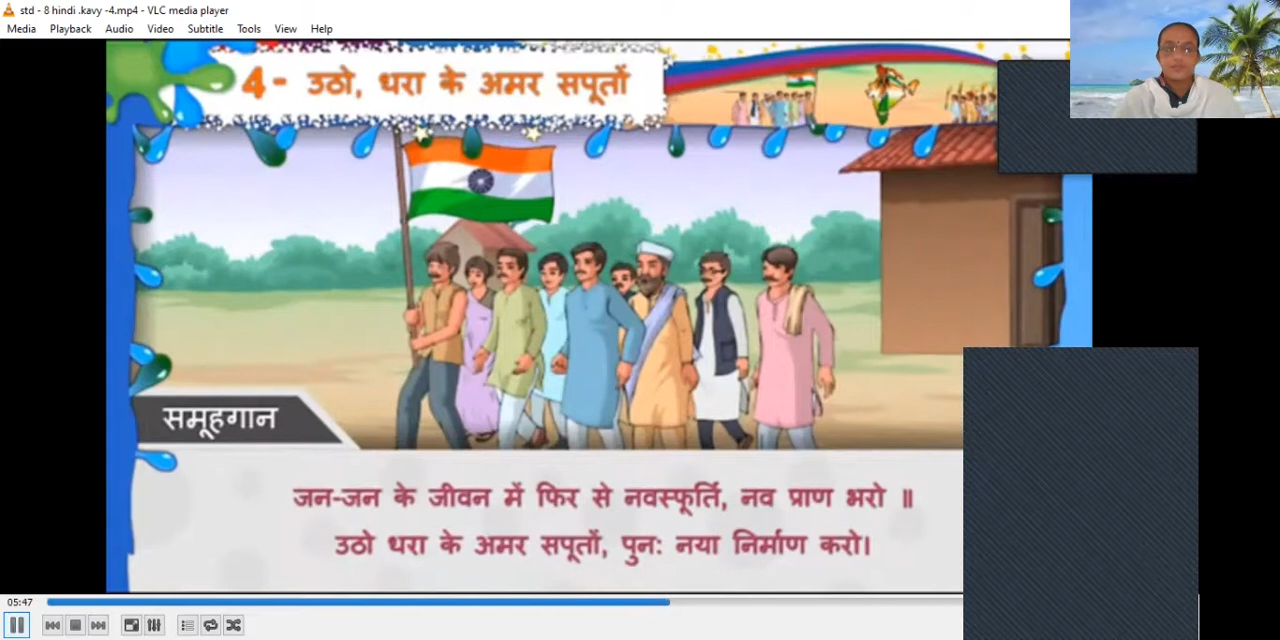 std - 8 hindi .kavy -4.mp4 - VLC media player
Media Playback Audio Video Subtitle Tools View Help
4- उठो, धरा के अमर सपूतों
समूहगान
जन-जन के जीवन में फिर से नवस्फूर्ति, नव प्राण भरो ॥
उठो धरा के अमर सपूतों, पुनः नया निर्माण करो।
05:47